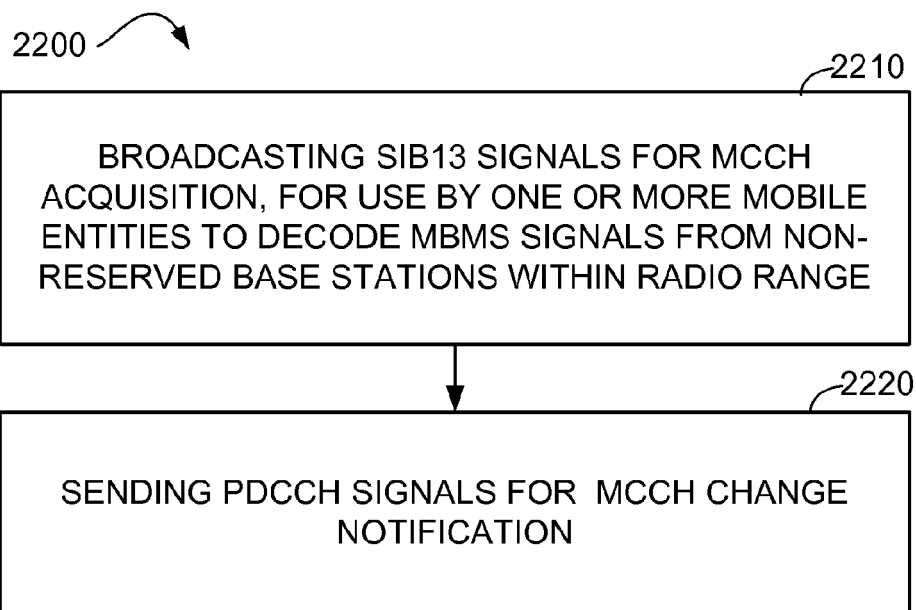 2200
2210
BROADCASTING SIB13 SIGNALS FOR MCCH
ACQUISITION, FOR USE BY ONE OR MORE MOBILE
ENTITIES TO DECODE MBMS SIGNALS FROM NON-
RESERVED BASE STATIONS WITHIN RADIO RANGE
2220
SENDING PDCCH SIGNALS FOR MCCH CHANGE
NOTIFICATION